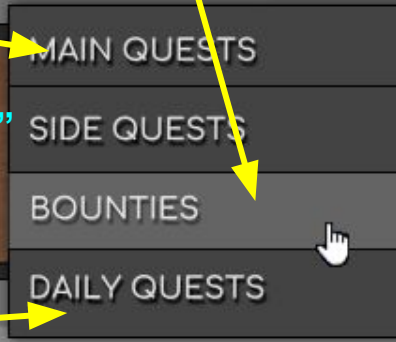 MAIN QUESTS
”
SIDE QUESTS
BOUNTIES
DAILY QUESTS